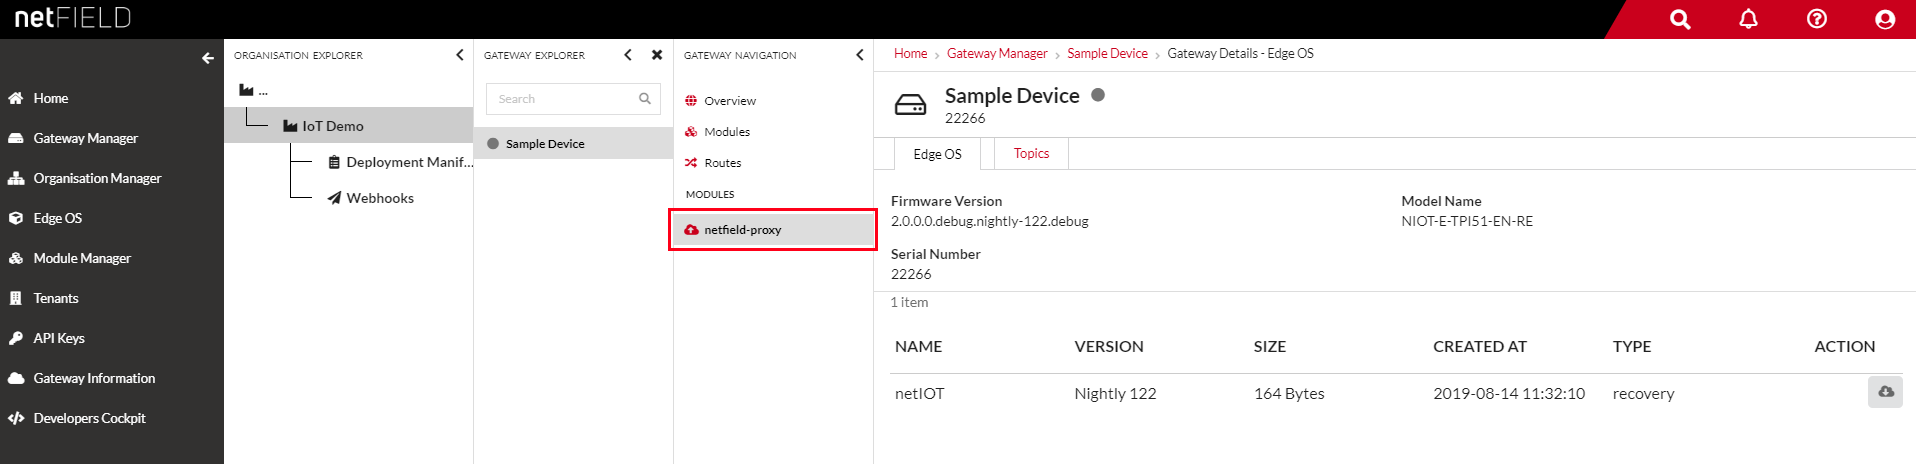 netFIELD
Home
Gateway Manager
Organisation Manager
Edge OS
Module Manager
Tenants
API Keys
Gateway Information
Developers Cockpit
ORGANISATION EXPLORER
...
IoT Demo
Deployment Manif...
Webhooks
GATEWAY EXPLORER
Search
Sample Device
GATEWAY NAVIGATION
Overview
Modules
Routes
MODULES
netfield-proxy
Home > Gateway Manager > Sample Device > Gateway Details - Edge OS
Sample Device
22266
Edge OS Topics
Firmware Version Model Name
2.0.0.0.debug.nightly-122.debug NIOT-E-TPI51-EN-RE
Serial Number
22266
1 item
NAME VERSION SIZE CREATED AT TYPE ACTION
netIOT Nightly 122 164 Bytes 2019-08-14 11:32:10 recovery